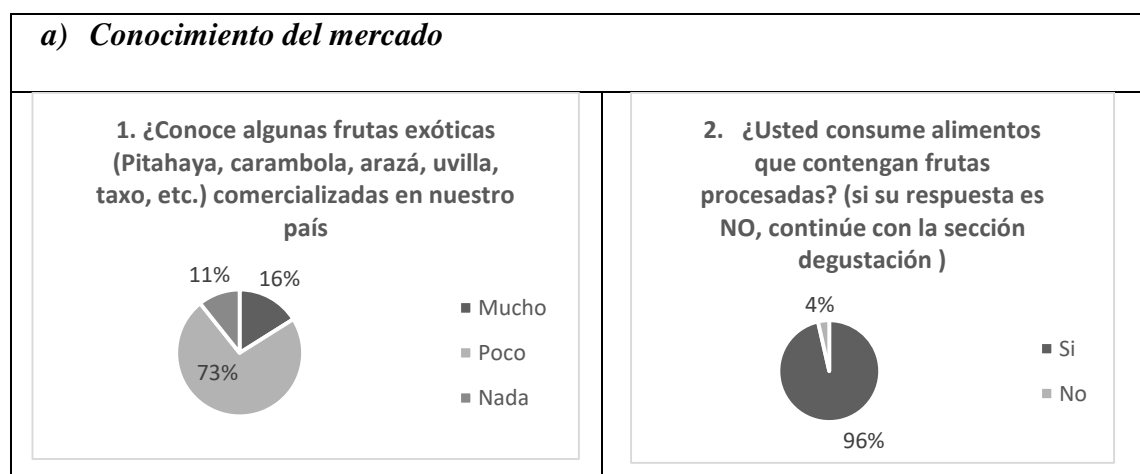 a) Conocimiento del mercado
1. ¿Conoce algunas frutas exóticas
(Pitahaya, carambola, arazá, uvilla,
taxo, etc.) comercializadas en nuestro
país
11%
16%
73%
Mucho
Poco
Nada
2. ¿Usted consume alimentos
que contengan frutas
procesadas? (si su respuesta es
NO, continúe con la sección
degustación )
4%
96%
Si
No